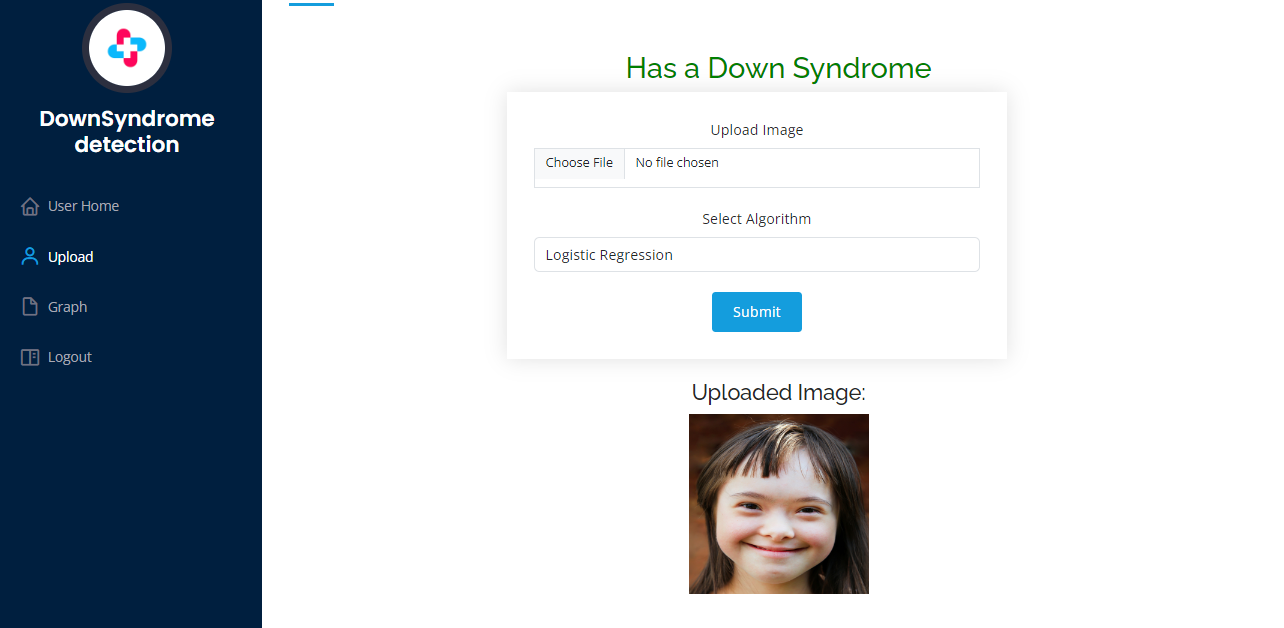 DownSyndrome
detection
User Home
Upload
Graph
Logout
Has a Down Syndrome
Upload Image
Choose File No file chosen
Select Algorithm
Logistic Regression
Submit
Uploaded Image: